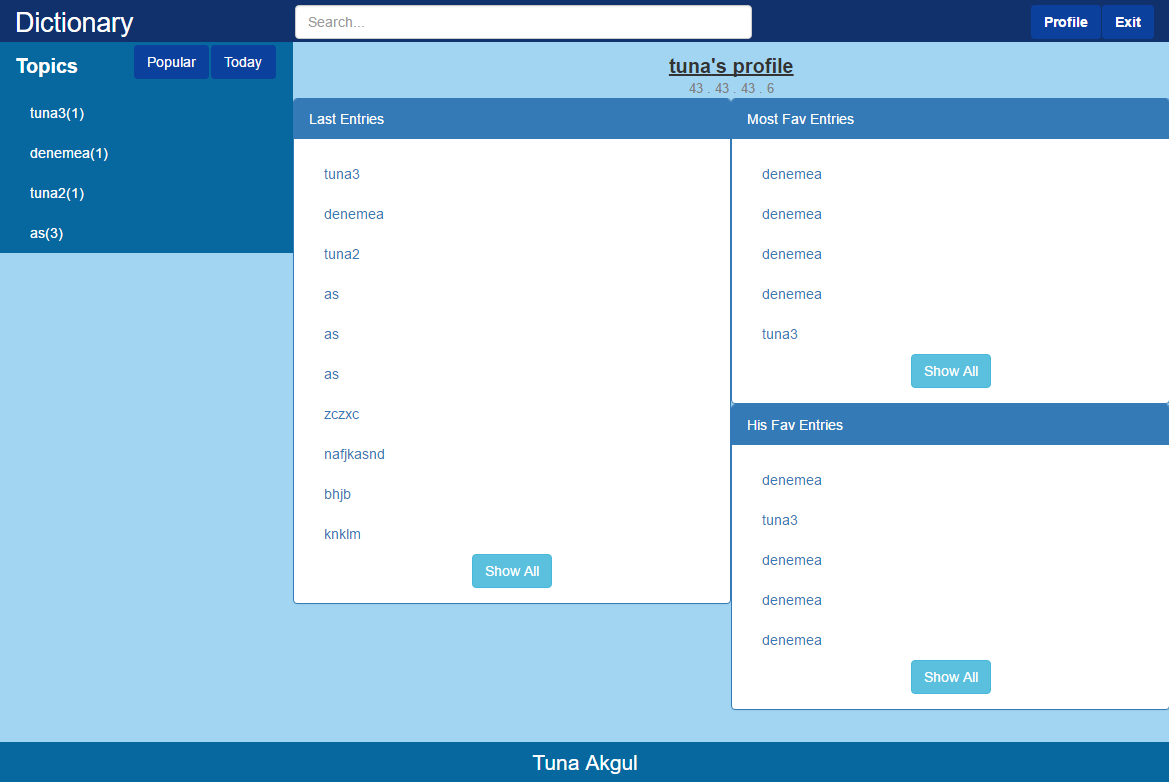 Dictionary
Search...
Profile
Exit
Topics
Popular
Today
tuna3(1)
denemea(1)
tuna2(1)
as(3)
tuna's profile
43 . 43 . 43 . 6
Last Entries
tuna3
denemea
tuna2
as
as
as
zczxc
nafjkasnd
bhjb
knklm
Show All
Most Fav Entries
denemea
denemea
denemea
denemea
tuna3
Show All
His Fav Entries
denemea
tuna3
denemea
denemea
denemea
Show All
Tuna Akgul